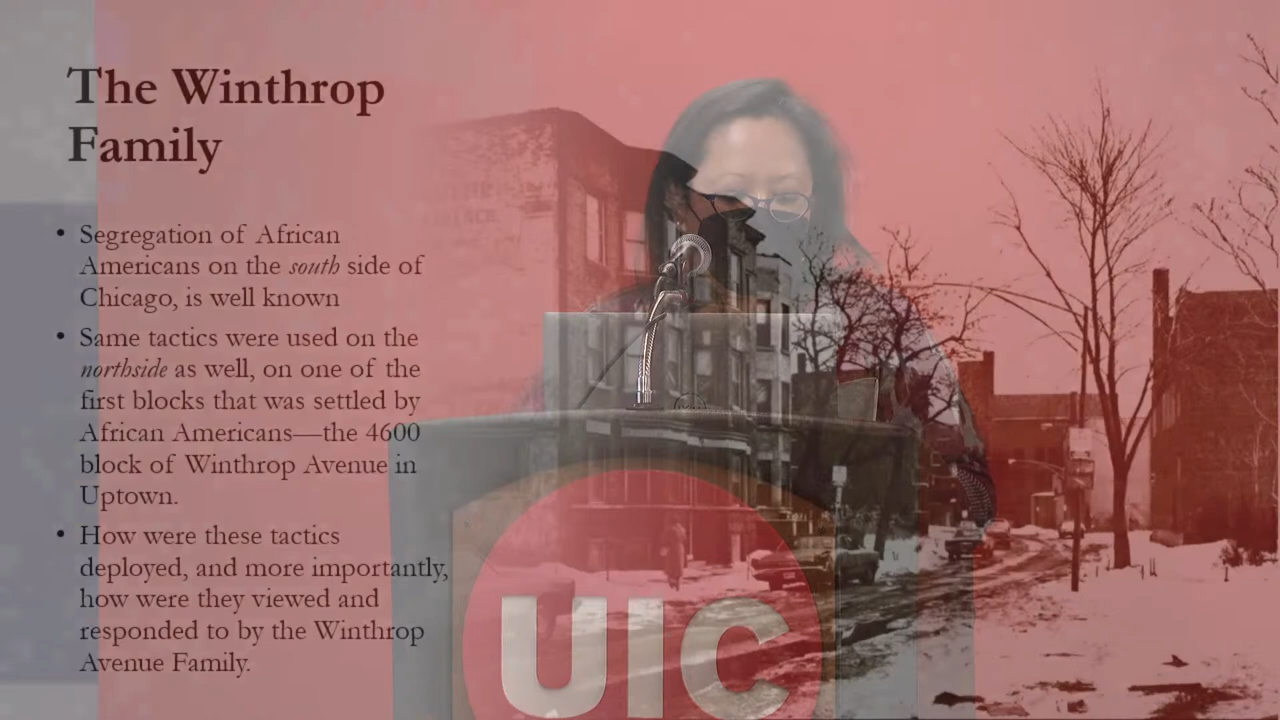 The Winthrop
Family
• Segregation of African
Americans on the south side of
Chicago, is well known
• Same tactics were used on the
northside as well, on one of the
first blocks that was settled by
African Americans—the 4600
block of Winthrop Avenue in
Uptown.
• How were these tactics
deployed, and more importantly,
how were they viewed and
responded to by the Winthrop
Avenue Family.
UIC